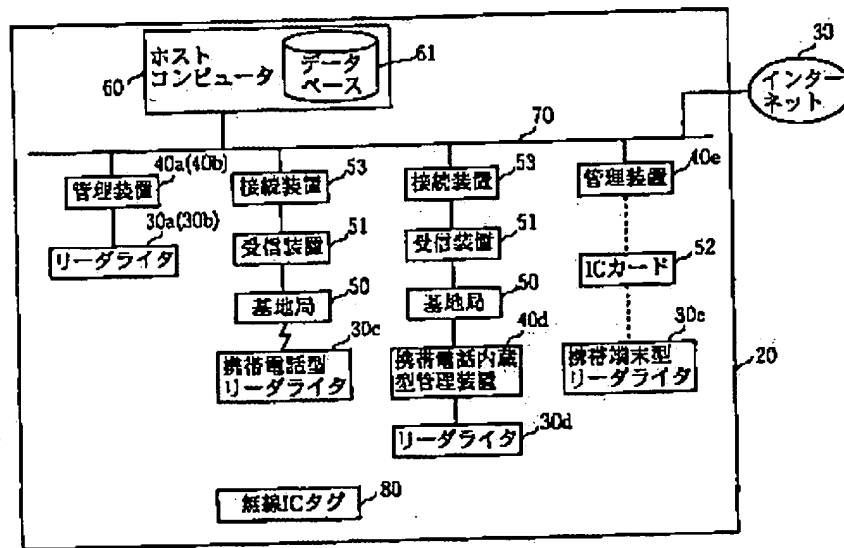 ホスト
コンピュータ
60
データ
ベース
61
30
インター
ネット
70
管理装置
40a(40b)
接続装置
53
接続装置
53
管理装置
40e
リーダライタ
30a(30b)
受信装置
51
受信装置
51
ICカード
52
基地局
50
基地局
50
携帯電話型
リーダライタ
30c
携帯電話内蔵
型管理装置
40d
携帯端末型
リーダライタ
30e
20
リーダライタ
30d
無線ICタグ
80